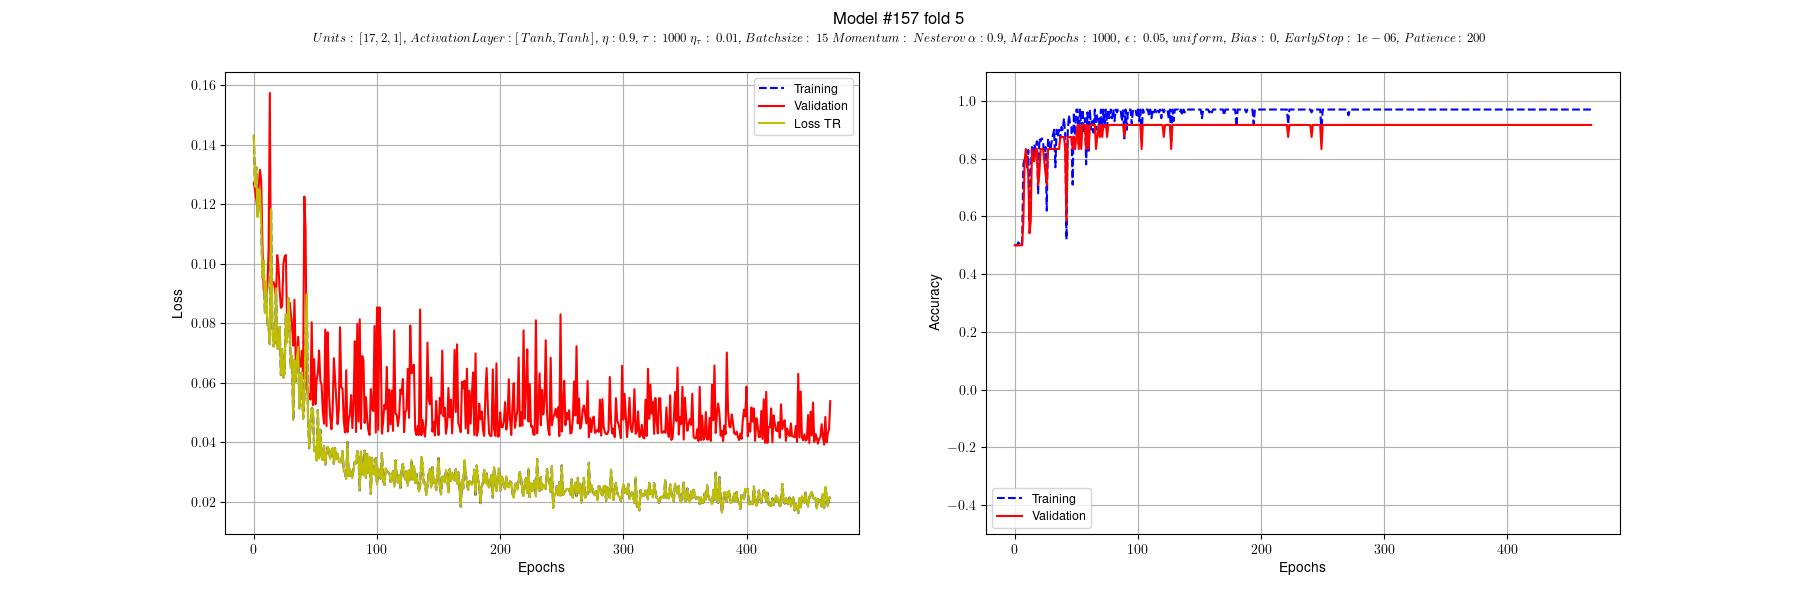 Model #157 fold 5
Units : [17, 2, 1], ActivationLayer : [Tanh, Tanh], η : 0.9, τ : 1000 ητ : 0.01, Batchsize : 15 Momentum : Nesterov α : 0.9, MaxEpochs : 1000, ϵ : 0.05, uniform, Bias : 0, EarlyStop : 1e − 06, Patience : 200
0.16
0.14
0.12
0.10
0.08
0.06
0.04
0.02
Loss
0 100 200 300 400
Epochs
Training
Validation
Loss TR
1.0
0.8
0.6
0.4
0.2
0.0
−0.2
−0.4
Accuracy
0 100 200 300 400
Epochs
Training
Validation